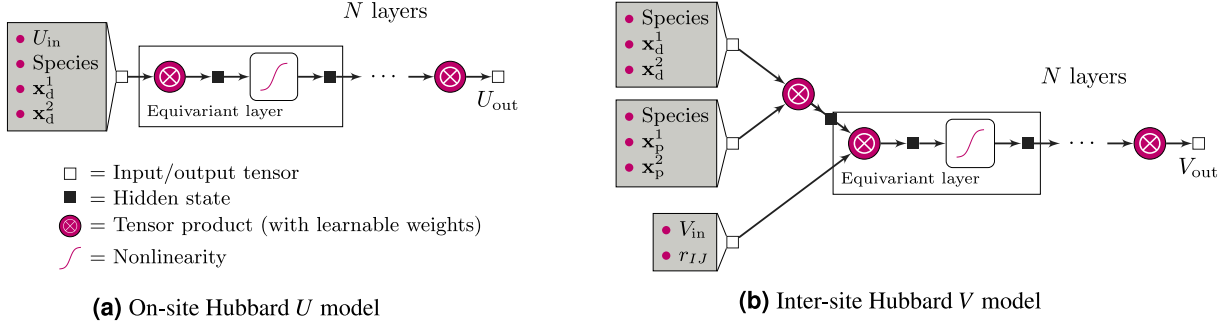 N layers
U_in
Species
x_d^1
x_d^2
Equivariant layer
U_out
= Input/output tensor
= Hidden state
= Tensor product (with learnable weights)
= Nonlinearity
(a) On-site Hubbard U model
Species
x_d^1
x_d^2
N layers
Species
x_p^1
x_p^2
Equivariant layer
V_out
V_in
r_IJ
(b) Inter-site Hubbard V model